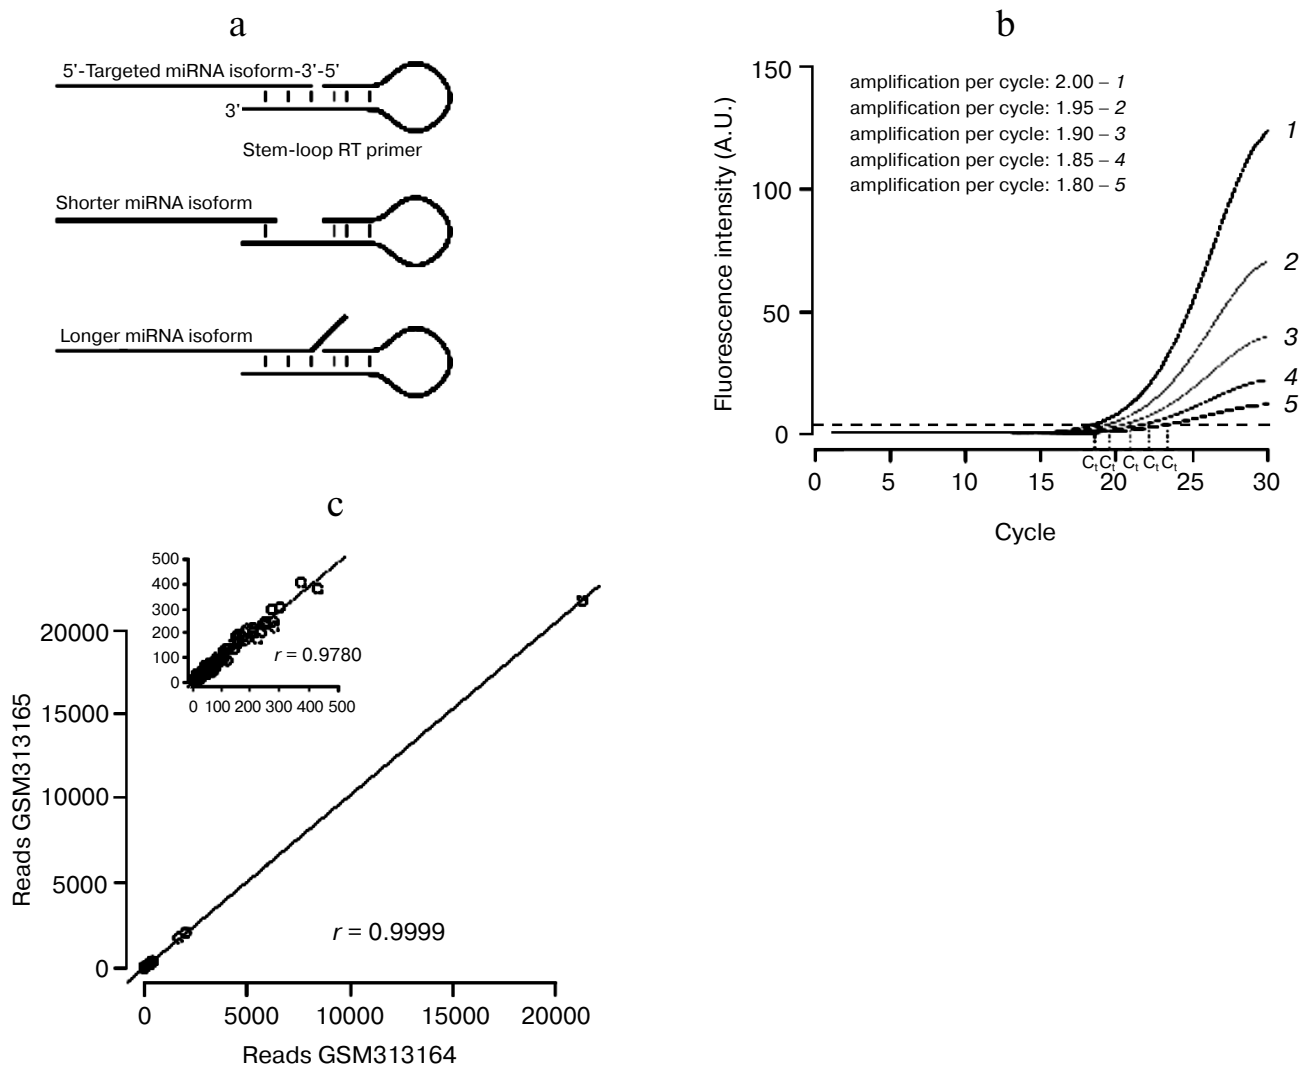 a
5'-Targeted miRNA isoform-3'-5'
3'
Stem-loop RT primer
Shorter miRNA isoform
Longer miRNA isoform
b
150
100
50
0
Fluorescence intensity (A.U.)
amplification per cycle: 2.00 – 1
amplification per cycle: 1.95 – 2
amplification per cycle: 1.90 – 3
amplification per cycle: 1.85 – 4
amplification per cycle: 1.80 – 5
1
2
3
4
5
Ct Ct Ct Ct Ct
0 5 10 15 20 25 30
Cycle
c
500
400
300
200
100
0
r = 0.9780
0 100 200 300 400 500
20000
15000
10000
5000
0
Reads GSM313165
r = 0.9999
0 5000 10000 15000 20000
Reads GSM313164